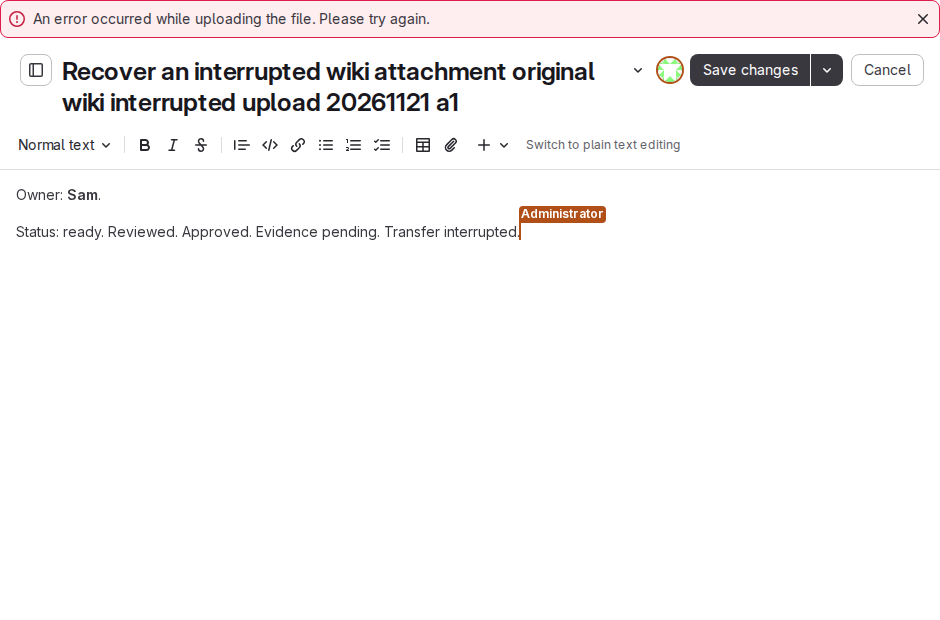 An error occurred while uploading the file. Please try again.
Recover an interrupted wiki attachment original
wiki interrupted upload 20261121 a1
Save changes
Cancel
Normal text
Switch to plain text editing
Owner: Sam.
Administrator
Status: ready. Reviewed. Approved. Evidence pending. Transfer interrupted.